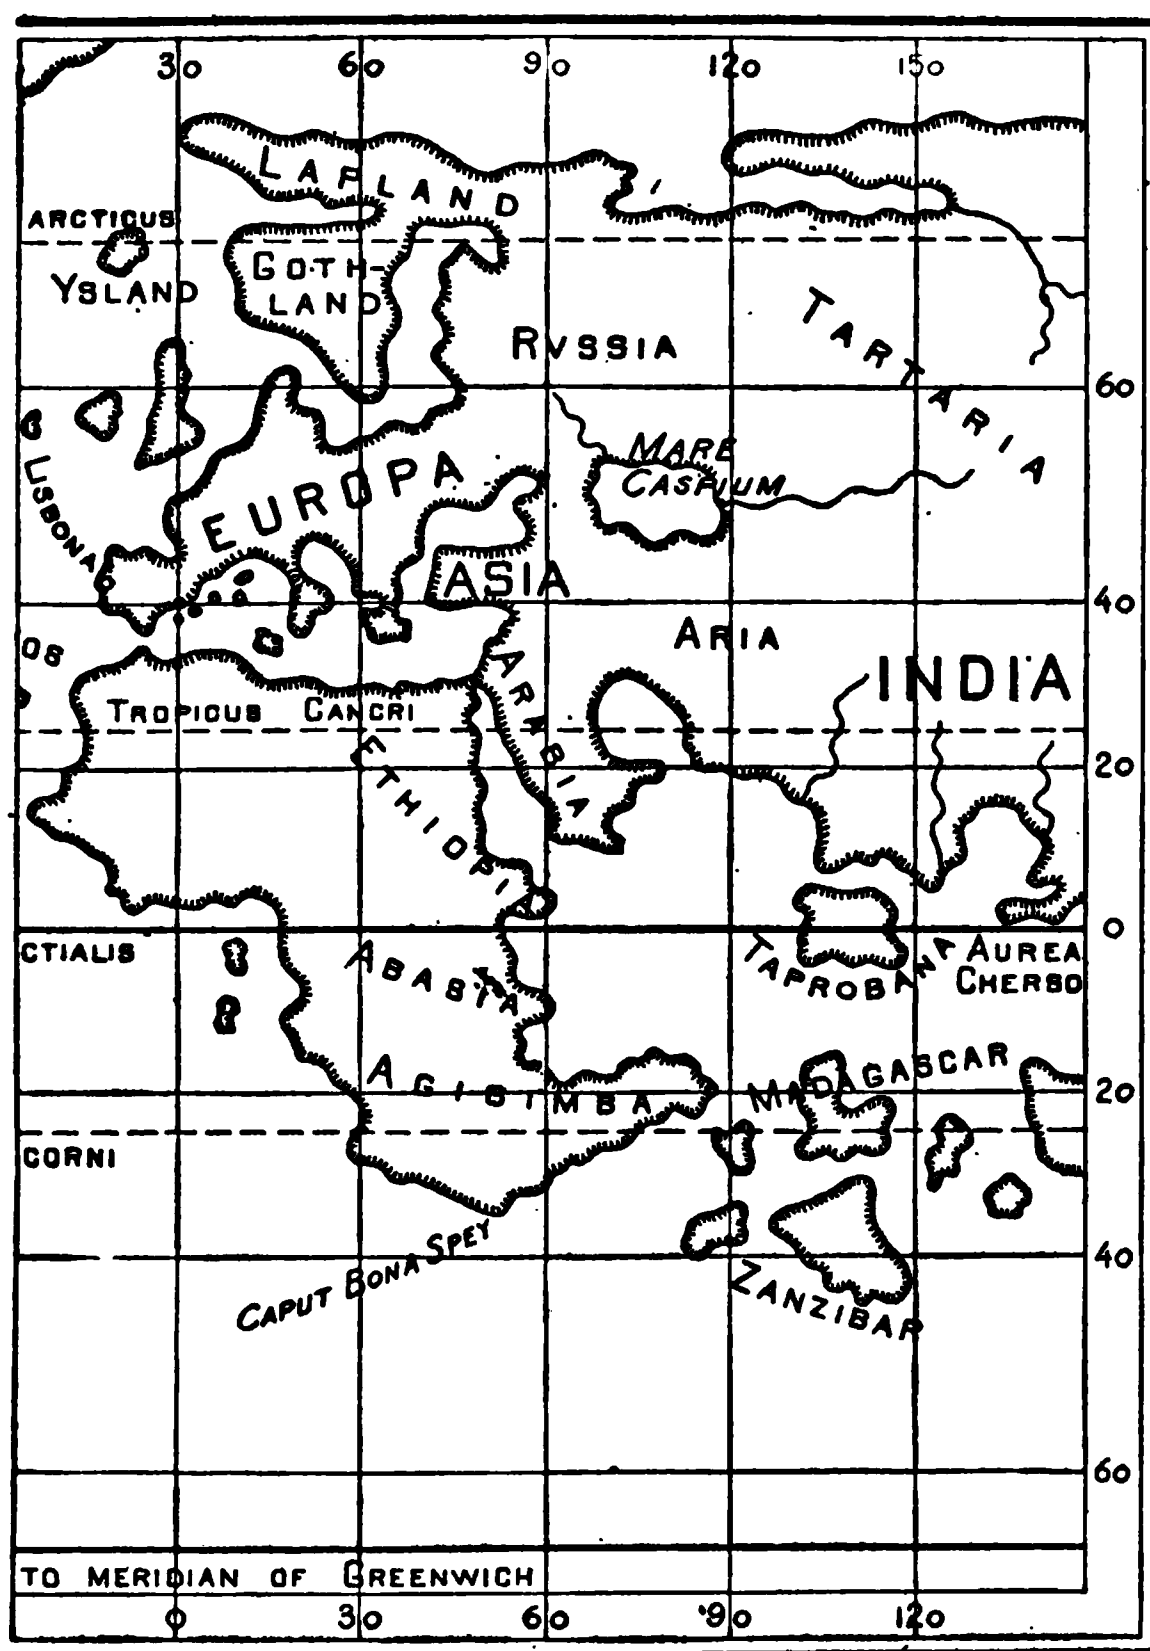 30 60 90 120 150
LAPLAND
ARCTICUS
GOTH-
LAND
YSLAND
RVSSIA
TARTARIA
60
MARE
CASPIUM
LISBONA
EUROPA
ASIA
40
OS
ARIA
INDIA
ARABIA
TROPICUS CANCRI
ETHIOPIA
20
0
CTIALIS
ABASIA
TAPROBANA
AUREA
CHERSO
AGISIMBA
MADAGASCAR
20
CORNI
CAPUT BONA SPEY
40
ZANZIBAR
60
TO MERIDIAN OF GREENWICH
0 30 60 90 120